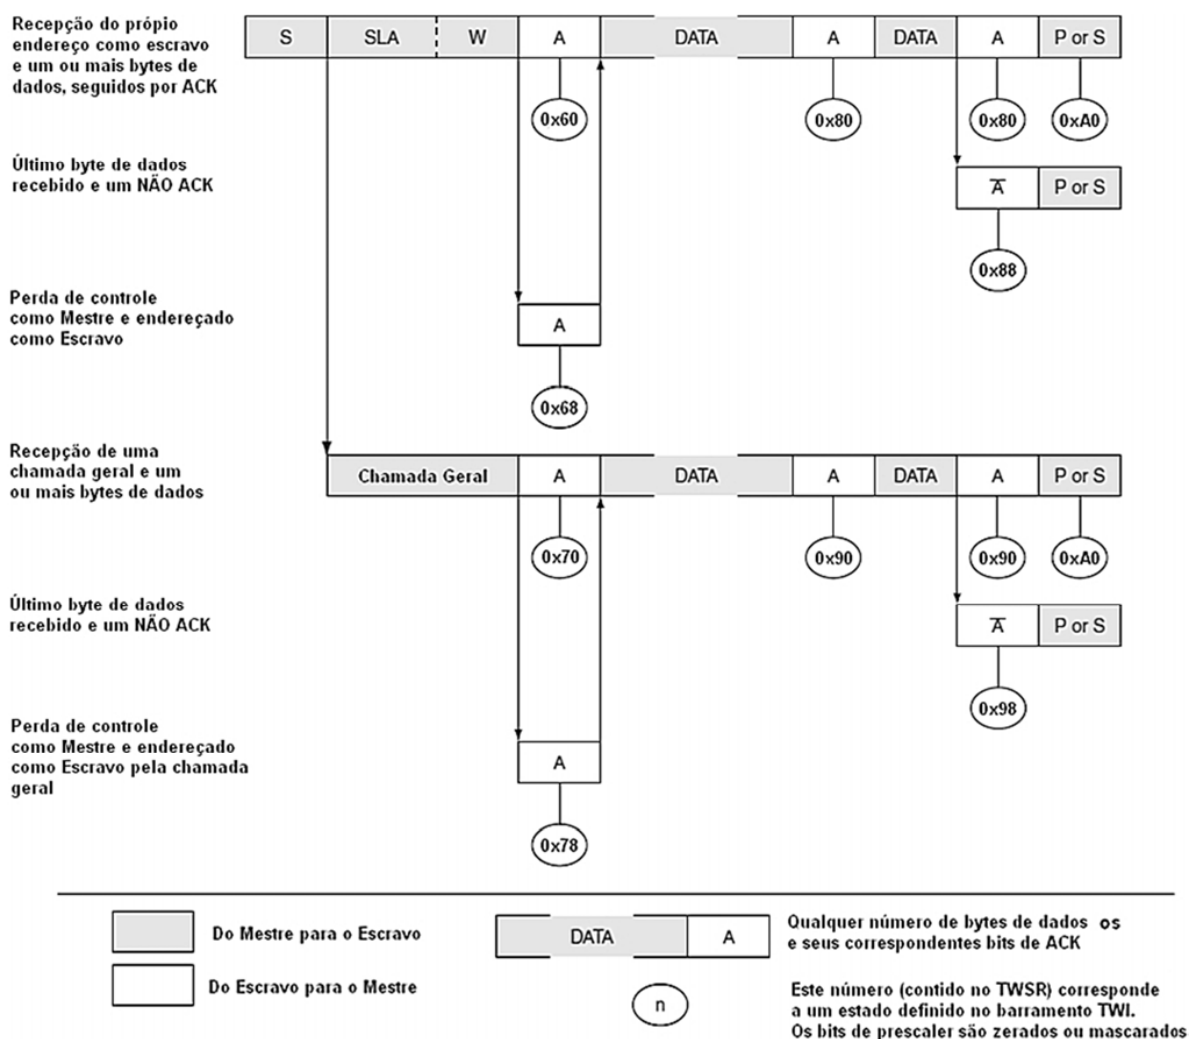 Recepção do própio
endereço como escravo
e um ou mais bytes de
dados, seguidos por ACK
S SLA W A DATA A DATA A P or S
0x60 0x80 0x80 0xA0
Último byte de dados
recebido e um NÃO ACK
A̅ P or S
0x88
Perda de controle
como Mestre e endereçado
como Escravo
A
0x68
Recepção de uma
chamada geral e um
ou mais bytes de dados
Chamada Geral A DATA A DATA A P or S
0x70 0x90 0x90 0xA0
Último byte de dados
recebido e um NÃO ACK
A̅ P or S
0x98
Perda de controle
como Mestre e endereçado
como Escravo pela chamada
geral
A
0x78
Do Mestre para o Escravo
Do Escravo para o Mestre
DATA A
Qualquer número de bytes de dados os
e seus correspondentes bits de ACK
n
Este número (contido no TWSR) corresponde
a um estado definido no barramento TWI.
Os bits de prescaler são zerados ou mascarados